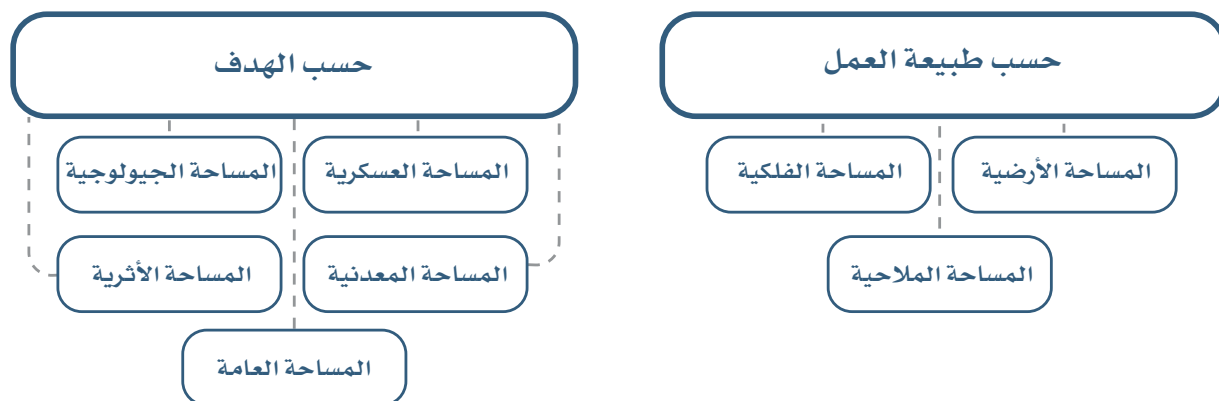 حسب طبيعة العمل
المساحة الأرضية
المساحة الفلكية
المساحة الملاحية
حسب الهدف
المساحة العسكرية
المساحة الجيولوجية
المساحة المعدنية
المساحة الأثرية
المساحة العامة